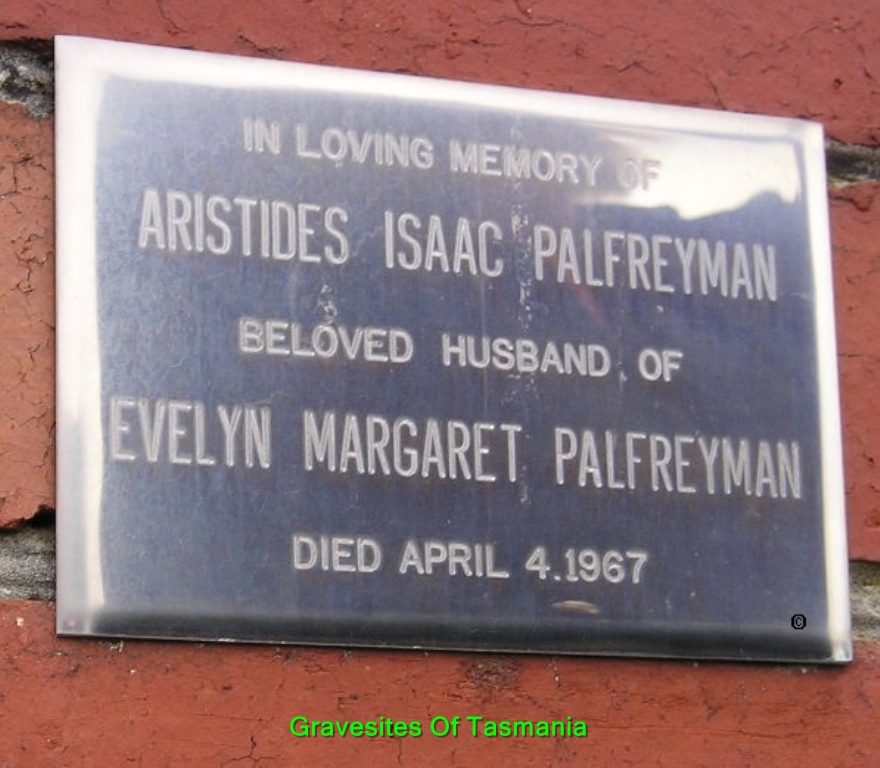 IN LOVING MEMORY OF
ARISTIDES ISAAC PALFREYMAN
BELOVED HUSBAND OF
EVELYN MARGARET PALFREYMAN
DIED APRIL 4.1967
©
Gravesites Of Tasmania